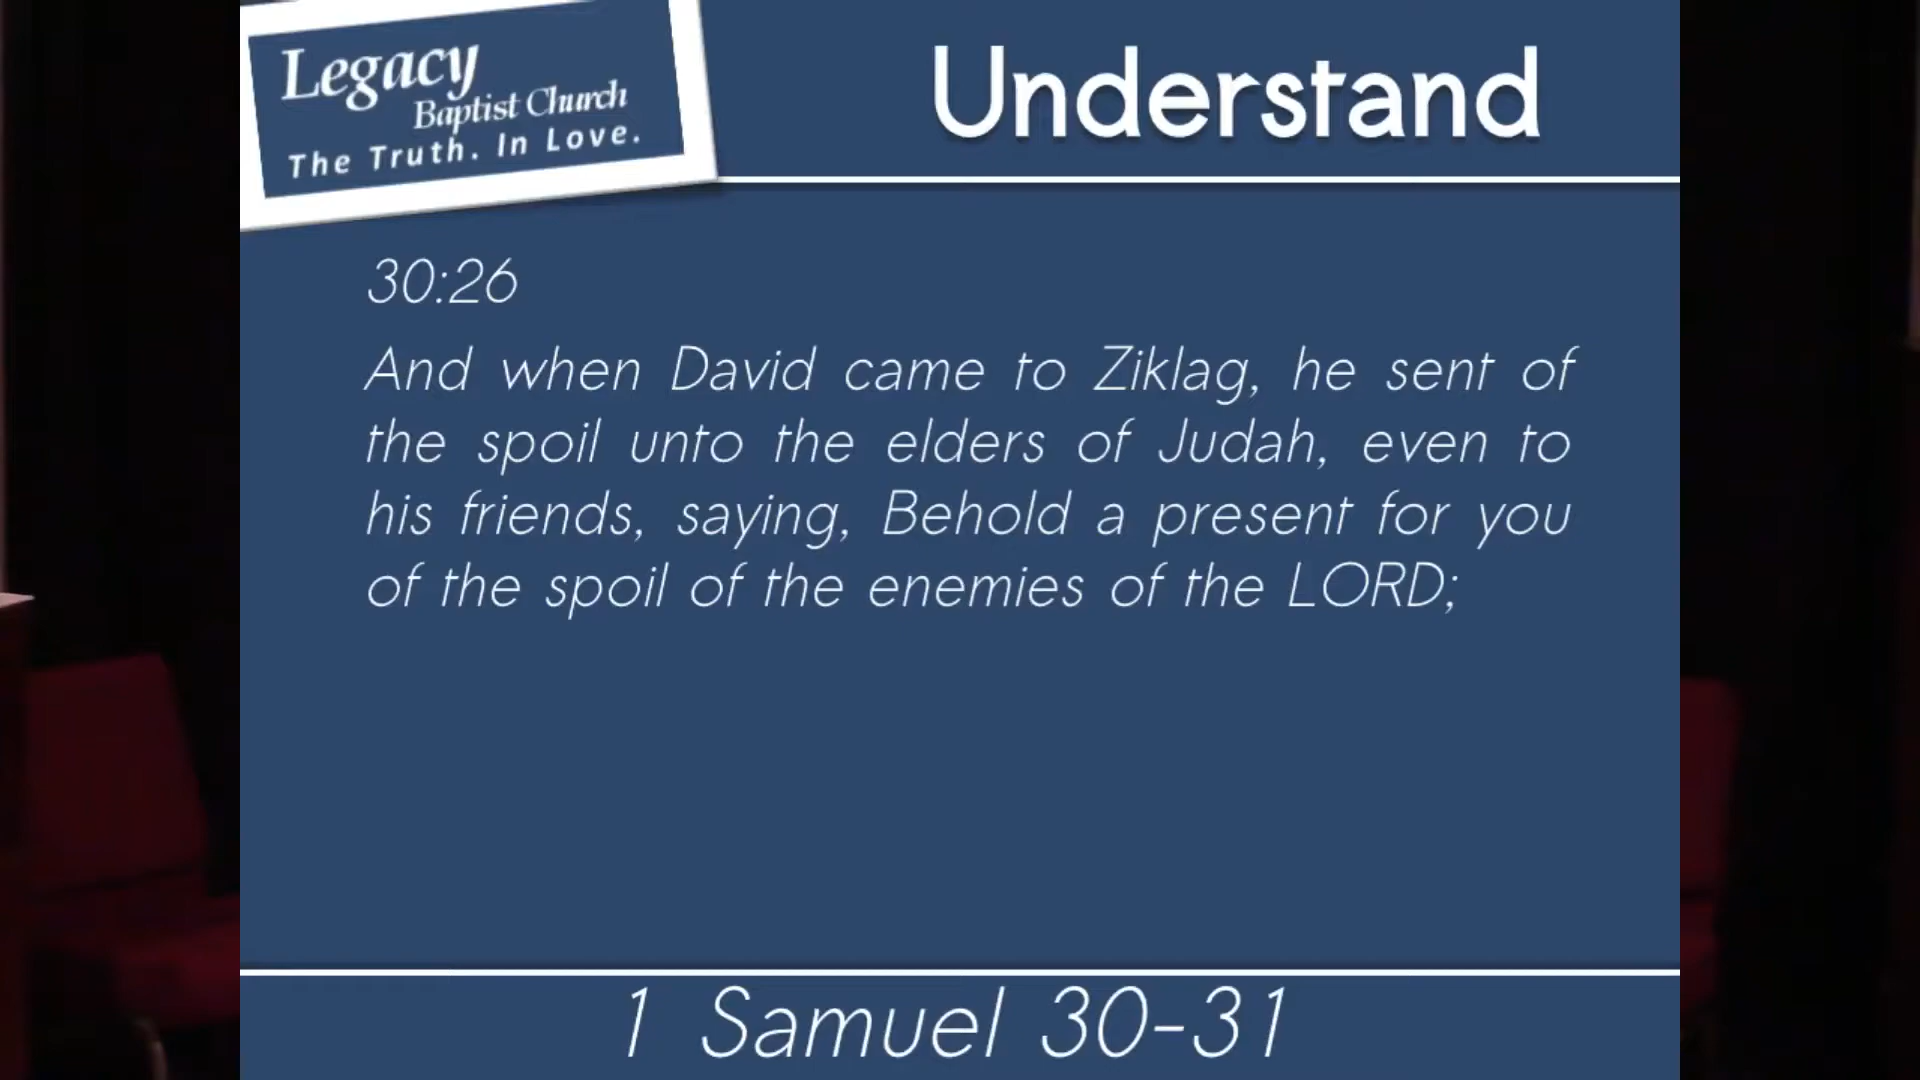 Legacy
Baptist Church
The Truth. In Love.
Understand
30:26
And when David came to Ziklag, he sent of
the spoil unto the elders of Judah, even to
his friends, saying, Behold a present for you
of the spoil of the enemies of the LORD;
1 Samuel 30-31